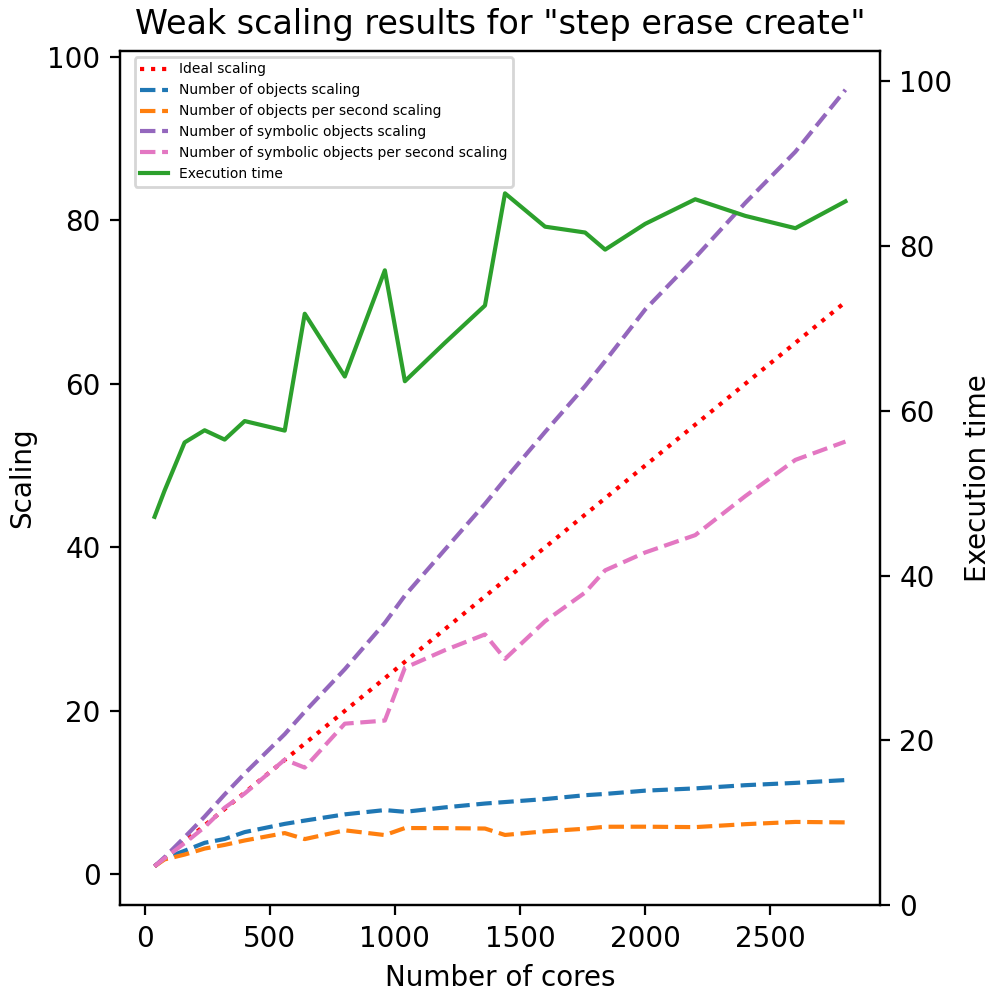 Weak scaling results for "step erase create"
Ideal scaling
Number of objects scaling
Number of objects per second scaling
Number of symbolic objects scaling
Number of symbolic objects per second scaling
Execution time
100
80
60
40
20
0
Scaling
100
80
60
40
20
0
Execution time
0 500 1000 1500 2000 2500
Number of cores